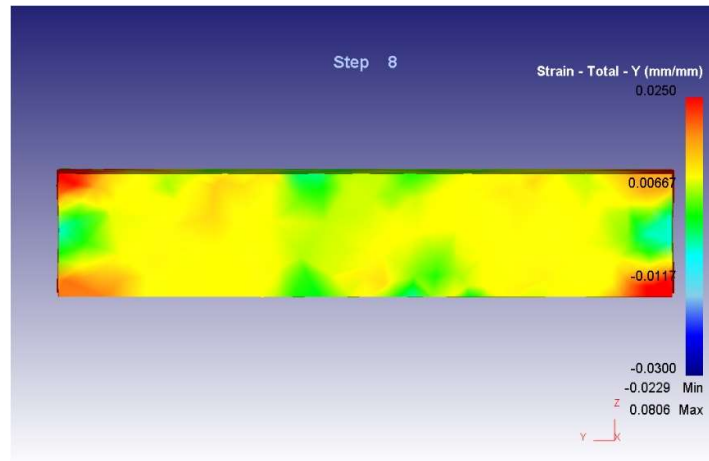 Step 8
Strain - Total - Y (mm/mm)
0.0250
0.00667
-0.0117
-0.0300
-0.0229 Min
0.0806 Max
Z
Y X